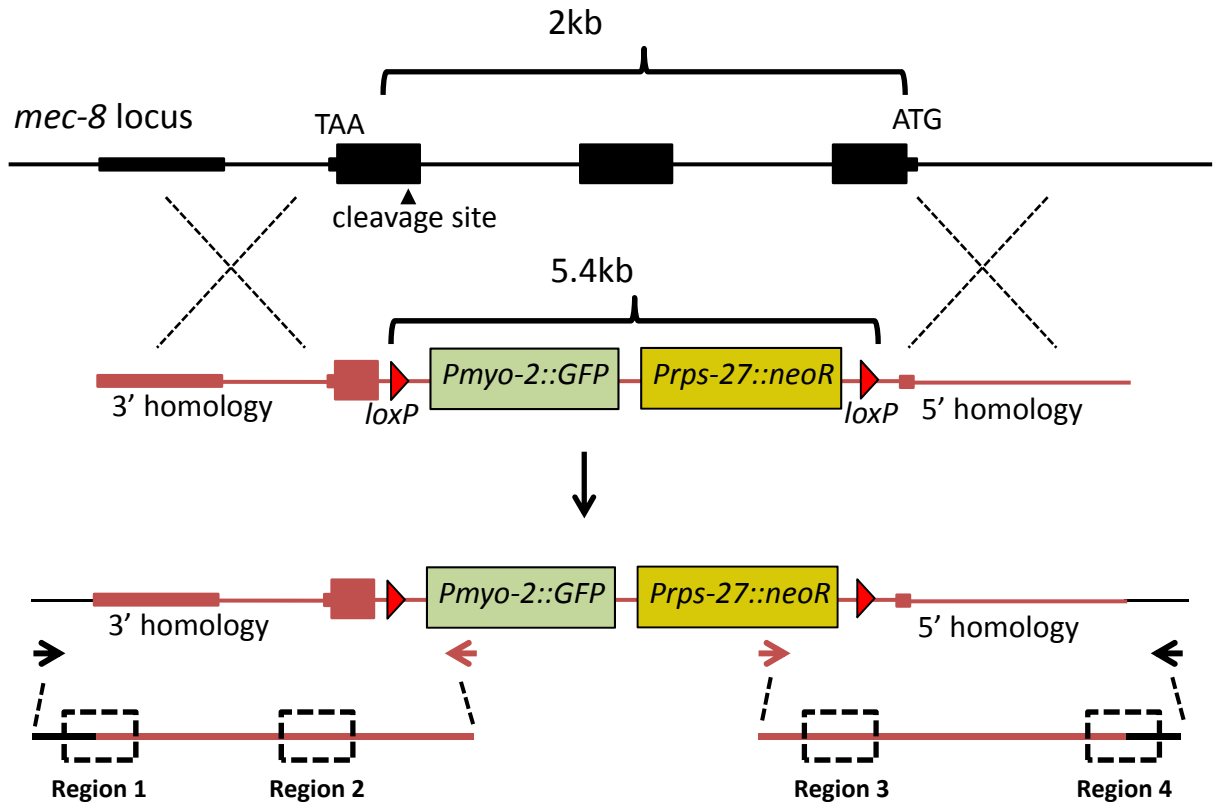 2kb
mec-8 locus
TAA
ATG
cleavage site
5.4kb
Pmyo-2::GFP
Prps-27::neoR
3’ homology
loxP
loxP
5’ homology
Pmyo-2::GFP
Prps-27::neoR
3’ homology
5’ homology
Region 1
Region 2
Region 3
Region 4